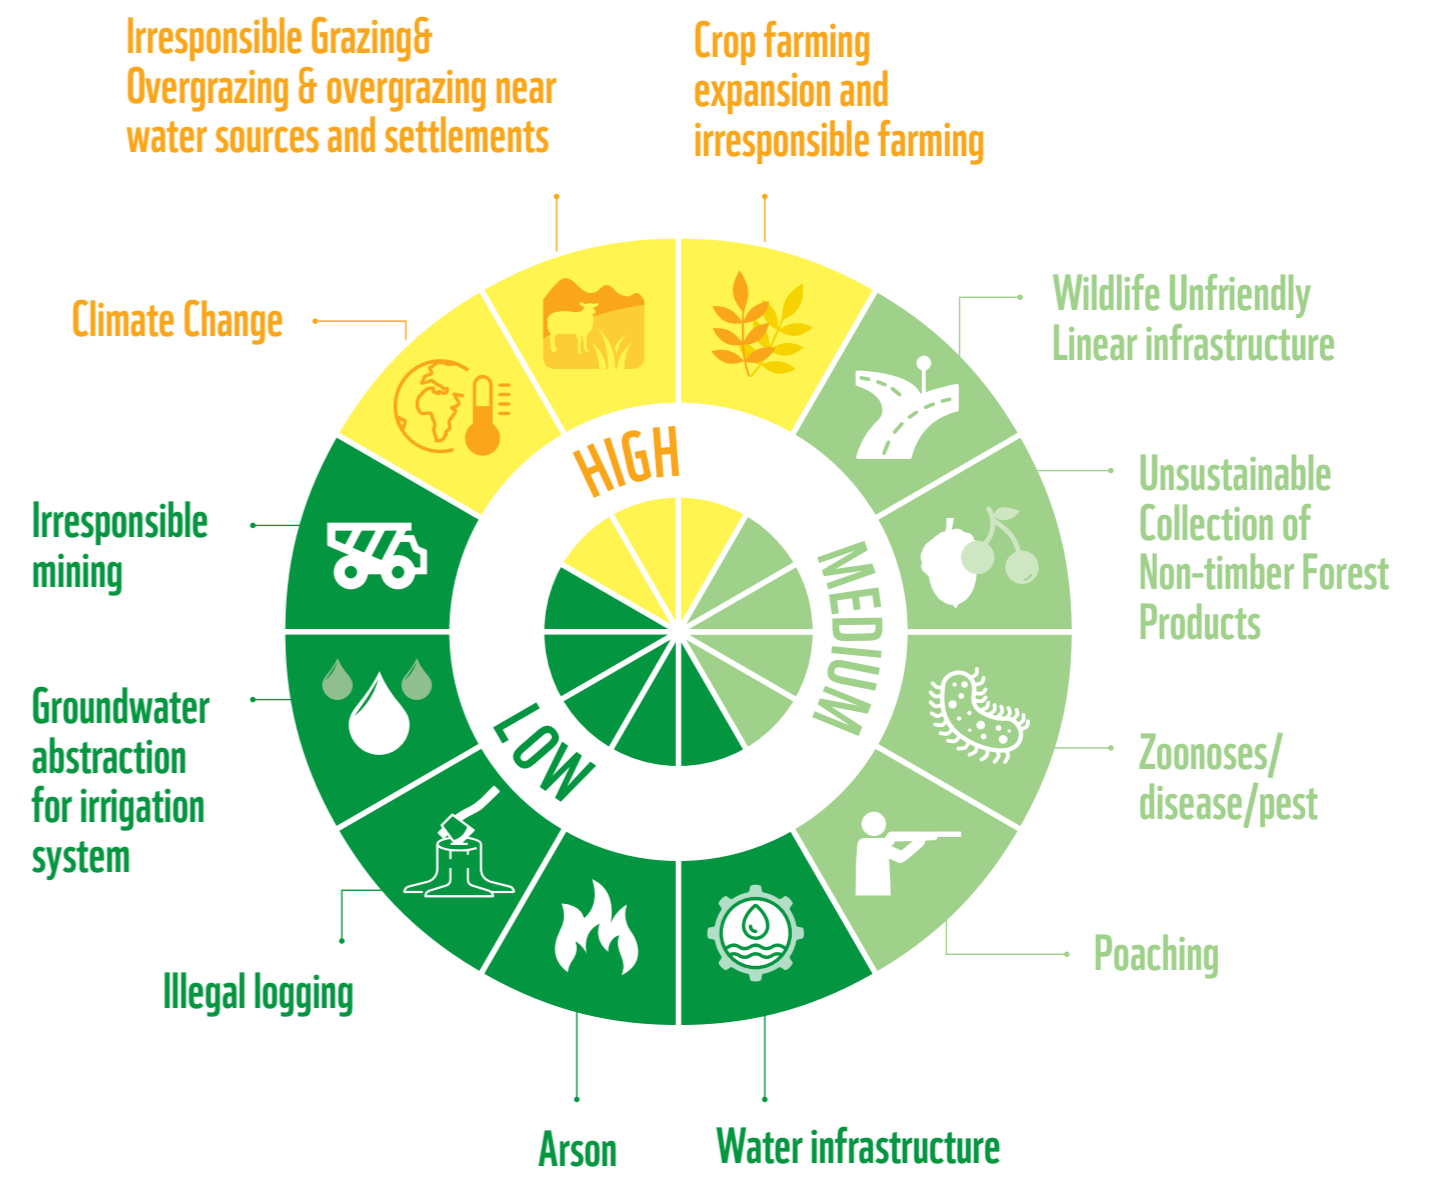 Irresponsible Grazing&
Overgrazing & overgrazing near
water sources and settlements
Crop farming
expansion and
irresponsible farming
Climate Change
Wildlife Unfriendly
Linear infrastructure
HIGH
Irresponsible
mining
Unsustainable
Collection of
Non-timber Forest
Products
MEDIUM
Groundwater
abstraction
for irrigation
system
LOW
Zoonoses/
disease/pest
Poaching
Illegal logging
Arson
Water infrastructure